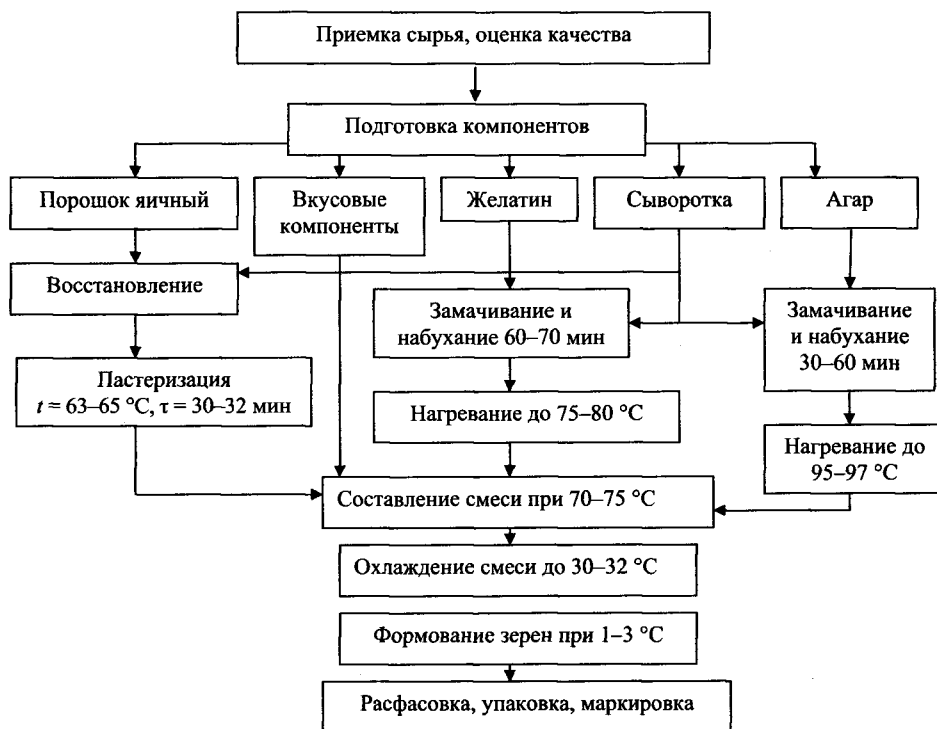 Приемка сырья, оценка качества
Подготовка компонентов
Порошок яичный
Вкусовые
компоненты
Желатин
Сыворотка
Агар
Восстановление
Замачивание и
набухание 60–70 мин
Замачивание
и набухание
30–60 мин
Пастеризация
t = 63–65 °C, τ = 30–32 мин
Нагревание до 75–80 °C
Нагревание до
95–97 °C
Составление смеси при 70–75 °C
Охлаждение смеси до 30–32 °C
Формование зерен при 1–3 °C
Расфасовка, упаковка, маркировка